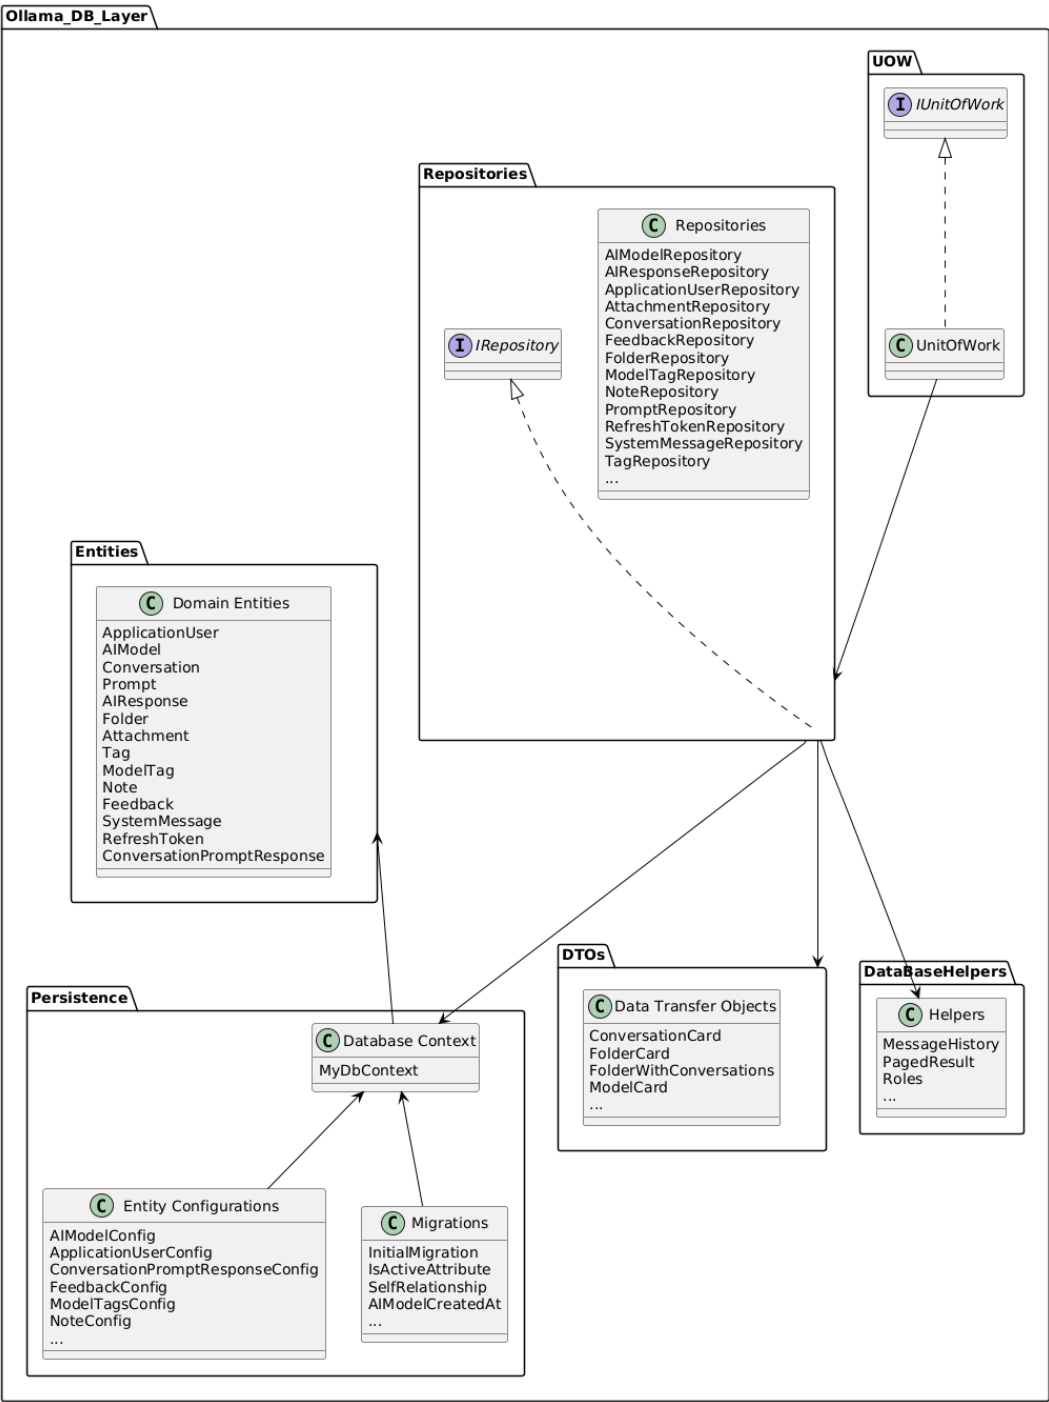 Ollama_DB_Layer
UOW
I IUnitOfWork
C UnitOfWork
Repositories
C Repositories
AIModelRepository
AIResponseRepository
ApplicationUserRepository
AttachmentRepository
ConversationRepository
FeedbackRepository
FolderRepository
ModelTagRepository
NoteRepository
PromptRepository
RefreshTokenRepository
SystemMessageRepository
TagRepository
...
I IRepository
Entities
C Domain Entities
ApplicationUser
AIModel
Conversation
Prompt
AIResponse
Folder
Attachment
Tag
ModelTag
Note
Feedback
SystemMessage
RefreshToken
ConversationPromptResponse
Persistence
C Database Context
MyDbContext
C Entity Configurations
AIModelConfig
ApplicationUserConfig
ConversationPromptResponseConfig
FeedbackConfig
ModelTagsConfig
NoteConfig
...
C Migrations
InitialMigration
IsActiveAttribute
SelfRelationship
AIModelCreatedAt
...
DTOs
C Data Transfer Objects
ConversationCard
FolderCard
FolderWithConversations
ModelCard
...
DataBaseHelpers
C Helpers
MessageHistory
PagedResult
Roles
...